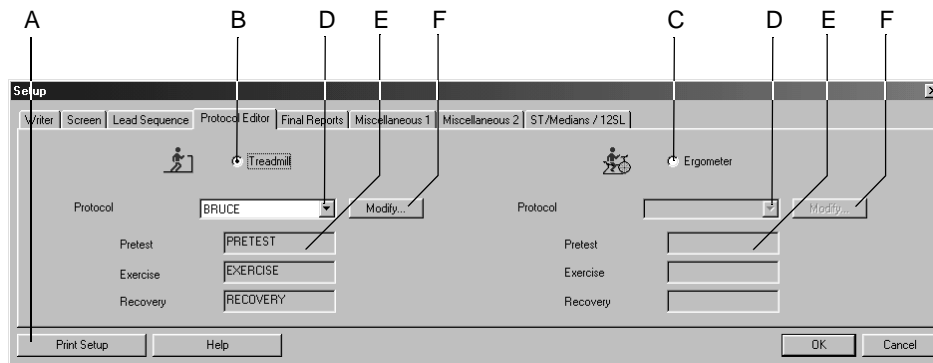 A B D E F C D E F
Setup
Writer Screen Lead Sequence Protocol Editor Final Reports Miscellaneous 1 Miscellaneous 2 ST/Medians / 12SL
Treadmill Ergometer
Protocol BRUCE Modify... Protocol Modify...
Pretest PRETEST Pretest
Exercise EXERCISE Exercise
Recovery RECOVERY Recovery
Print Setup Help OK Cancel